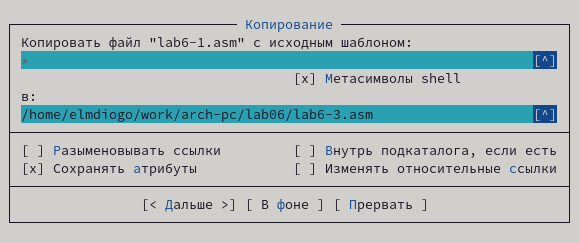 Копирование
Копировать файл "lab6-1.asm" с исходным шаблоном:
* [^]
[x] Метасимволы shell
в:
/home/elmdiogo/work/arch-pc/lab06/lab6-3.asm [^]
[ ] Разыменовывать ссылки [ ] Внутрь подкаталога, если есть
[x] Сохранять атрибуты [ ] Изменять относительные ссылки
[< Дальше >] [ В фоне ] [ Прервать ]